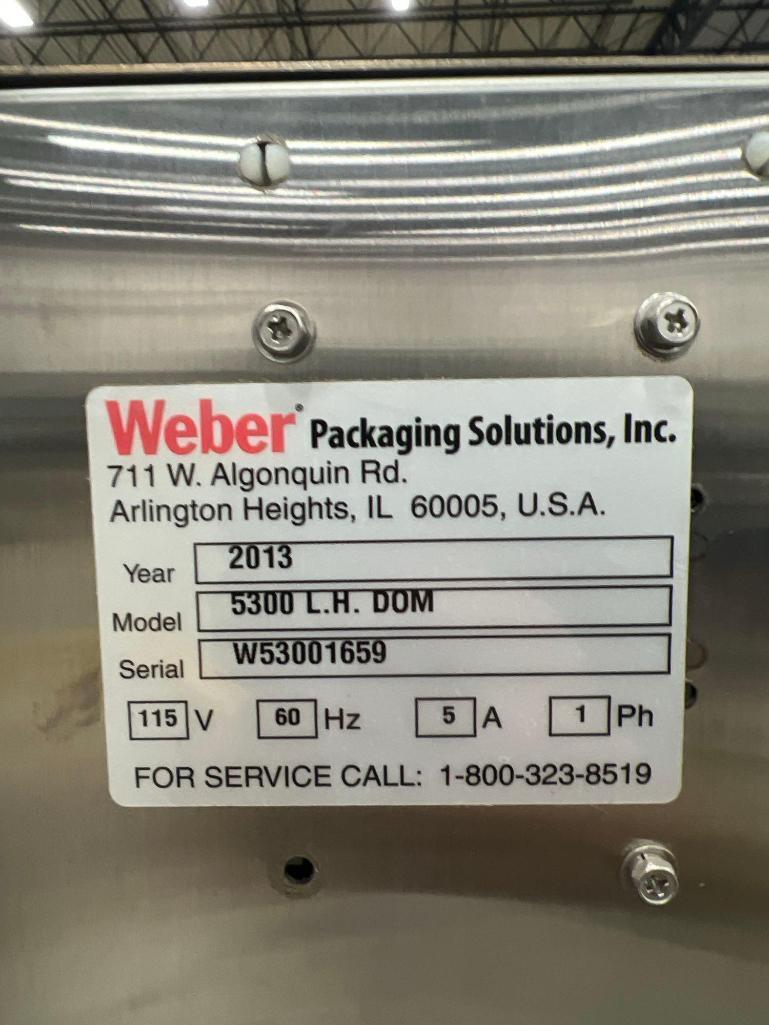 Weber Packaging Solutions, Inc.
711 W. Algonquin Rd.
Arlington Heights, IL 60005, U.S.A.
Year 2013
Model 5300 L.H. DOM
Serial W53001659
115 V 60 Hz 5 A 1 Ph
FOR SERVICE CALL: 1-800-323-8519